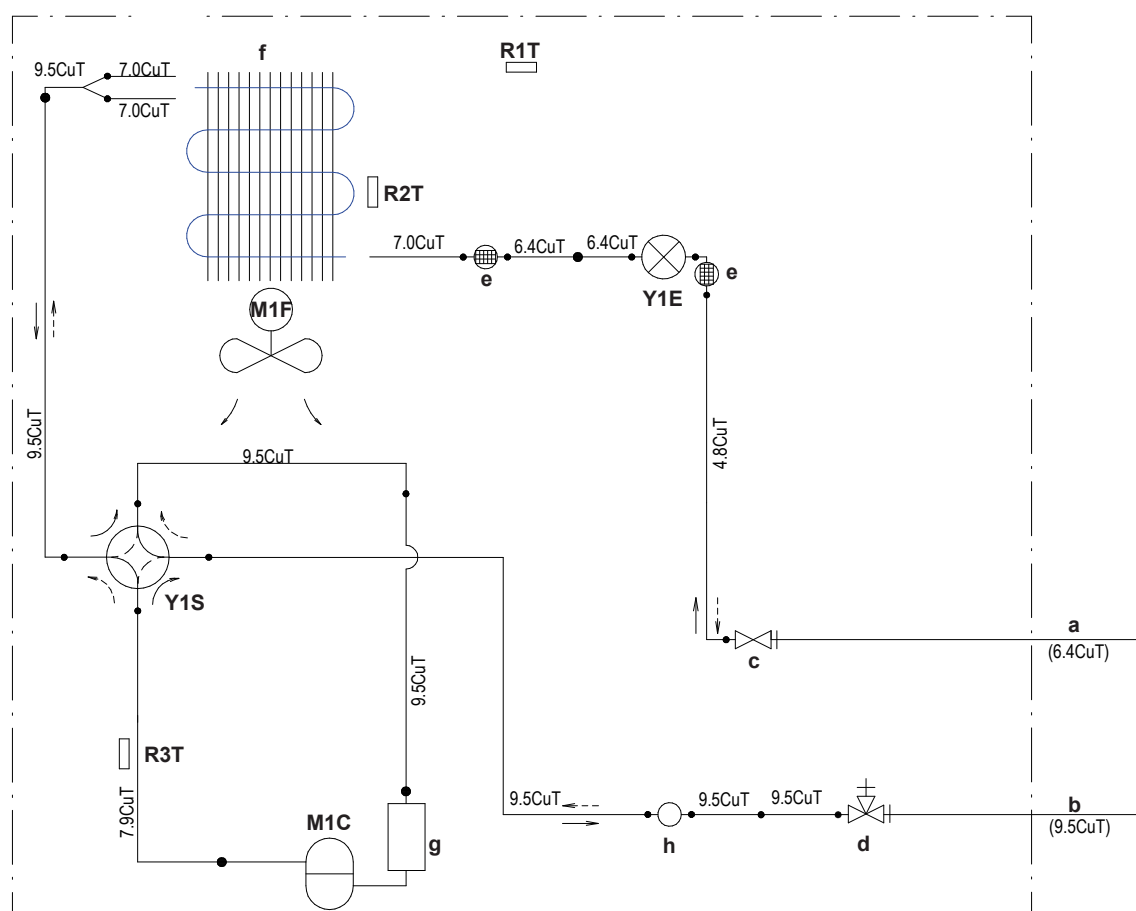 f
R1T
9.5CuT
7.0CuT
7.0CuT
R2T
7.0CuT
6.4CuT
6.4CuT
e
Y1E
e
M1F
9.5CuT
9.5CuT
4.8CuT
Y1S
a
(6.4CuT)
c
9.5CuT
R3T
7.9CuT
M1C
g
9.5CuT
9.5CuT
9.5CuT
h
d
b
(9.5CuT)